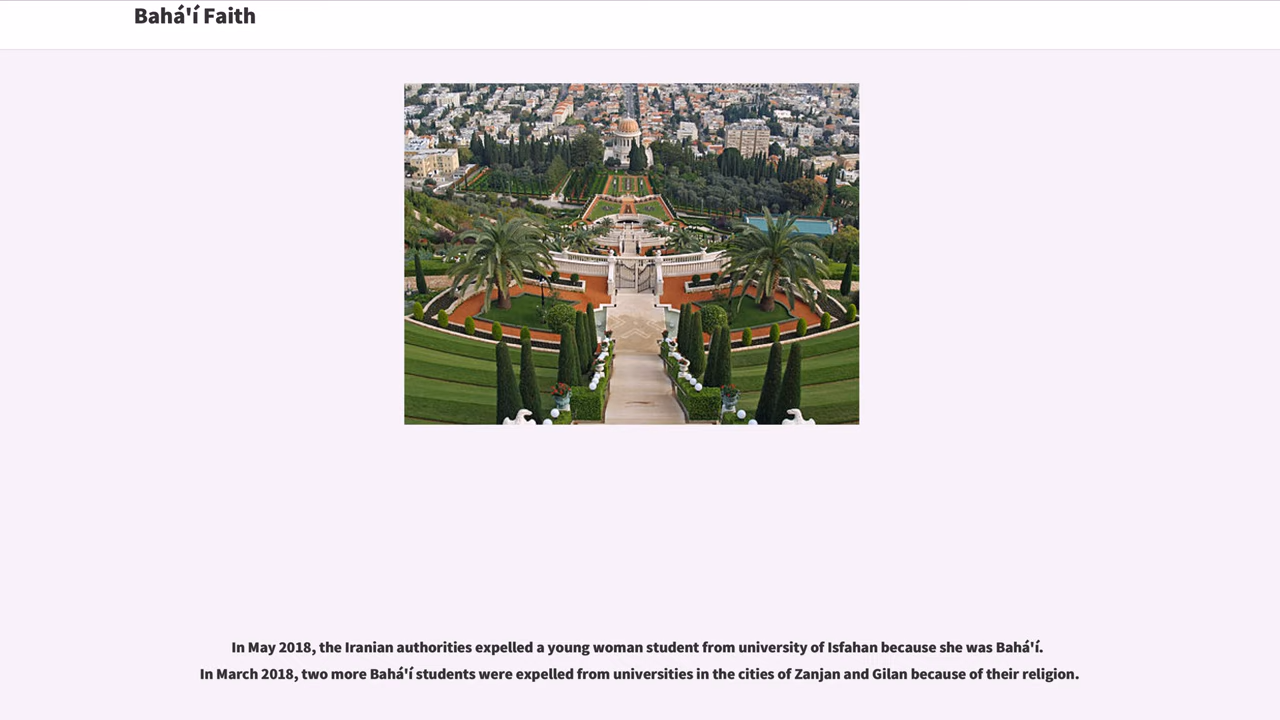 Bahá'í Faith
In May 2018, the Iranian authorities expelled a young woman student from university of Isfahan because she was Bahá'í.
In March 2018, two more Bahá'í students were expelled from universities in the cities of Zanjan and Gilan because of their religion.